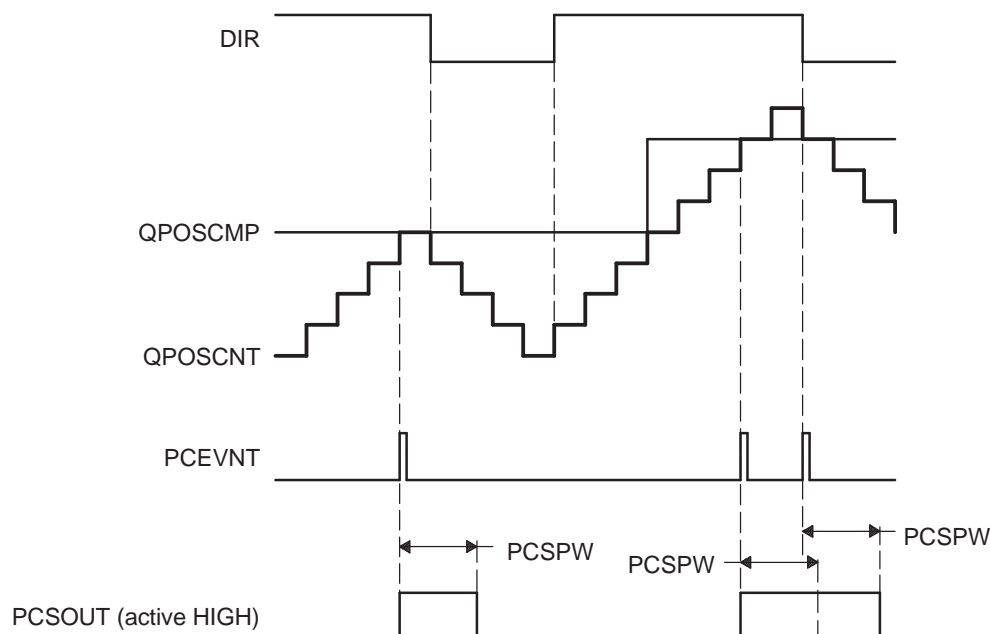 DIR
QPOSCMP
QPOSCNT
PCEVNT
PCSPW
PCSPW
PCSPW
PCSOUT (active HIGH)